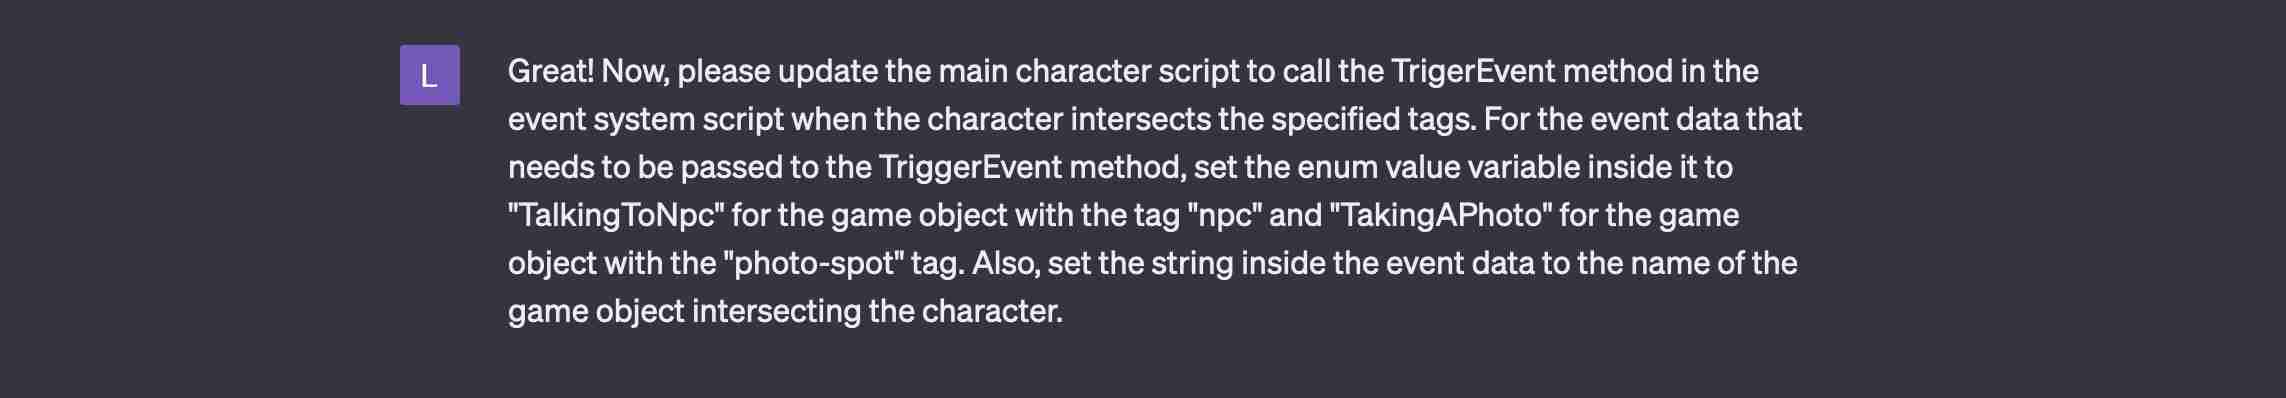 L
Great! Now, please update the main character script to call the TrigerEvent method in the
event system script when the character intersects the specified tags. For the event data that
needs to be passed to the TriggerEvent method, set the enum value variable inside it to
"TalkingToNpc" for the game object with the tag "npc" and "TakingAPhoto" for the game
object with the "photo-spot" tag. Also, set the string inside the event data to the name of the
game object intersecting the character.